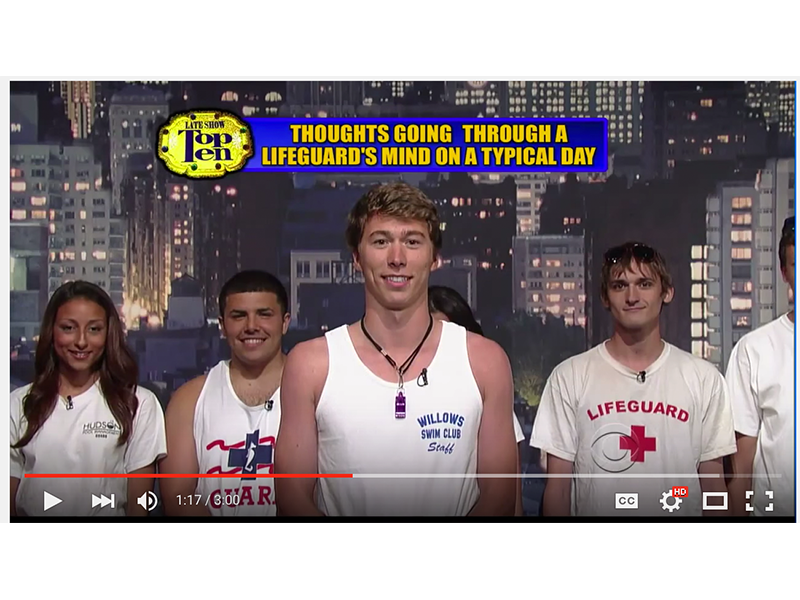 LATE SHOW
Top
Ten
THOUGHTS GOING THROUGH A
LIFEGUARD'S MIND ON A TYPICAL DAY
HUDSON
WILLOWS
SWIM CLUB
Staff
LIFEGUARD
GUAR
1:17 / 3:00
CC
HD